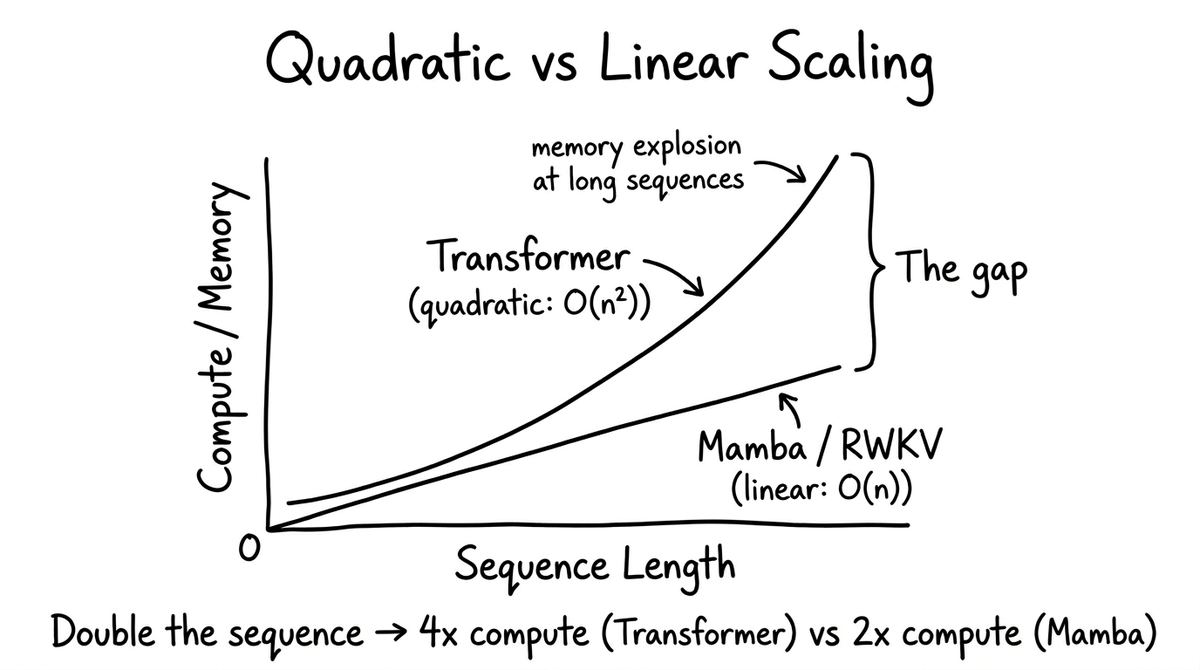 Quadratic vs Linear Scaling
memory explosion
at long sequences
Transformer
(quadratic: O(n²))
The gap
Compute / Memory
Mamba / RWKV
(linear: O(n))
0
Sequence Length
Double the sequence → 4x compute (Transformer) vs 2x compute (Mamba)